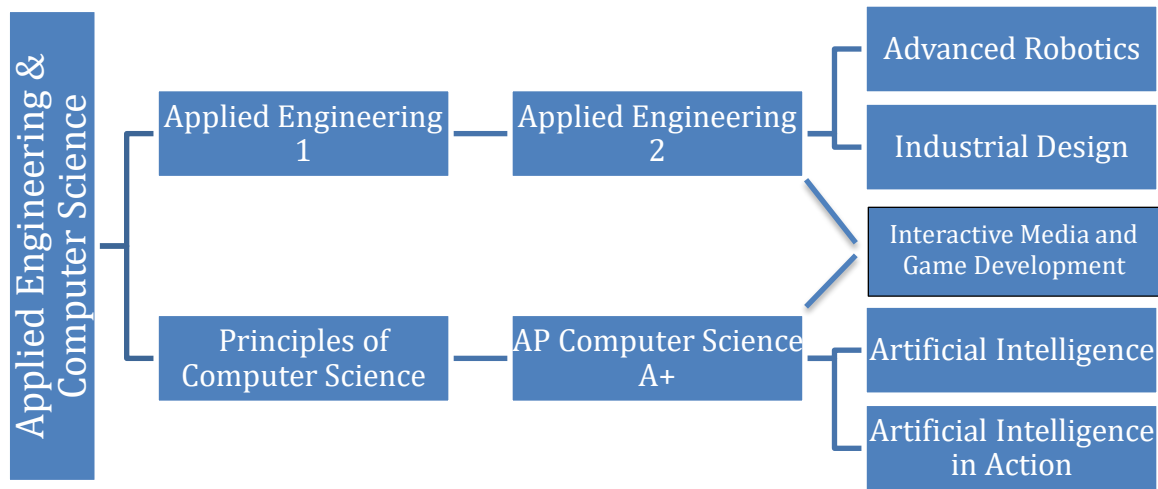 Applied Engineering &
Computer Science
Applied Engineering
1
Principles of
Computer Science
Applied Engineering
2
AP Computer Science
A+
Advanced Robotics
Industrial Design
Interactive Media and
Game Development
Artificial Intelligence
Artificial Intelligence
in Action